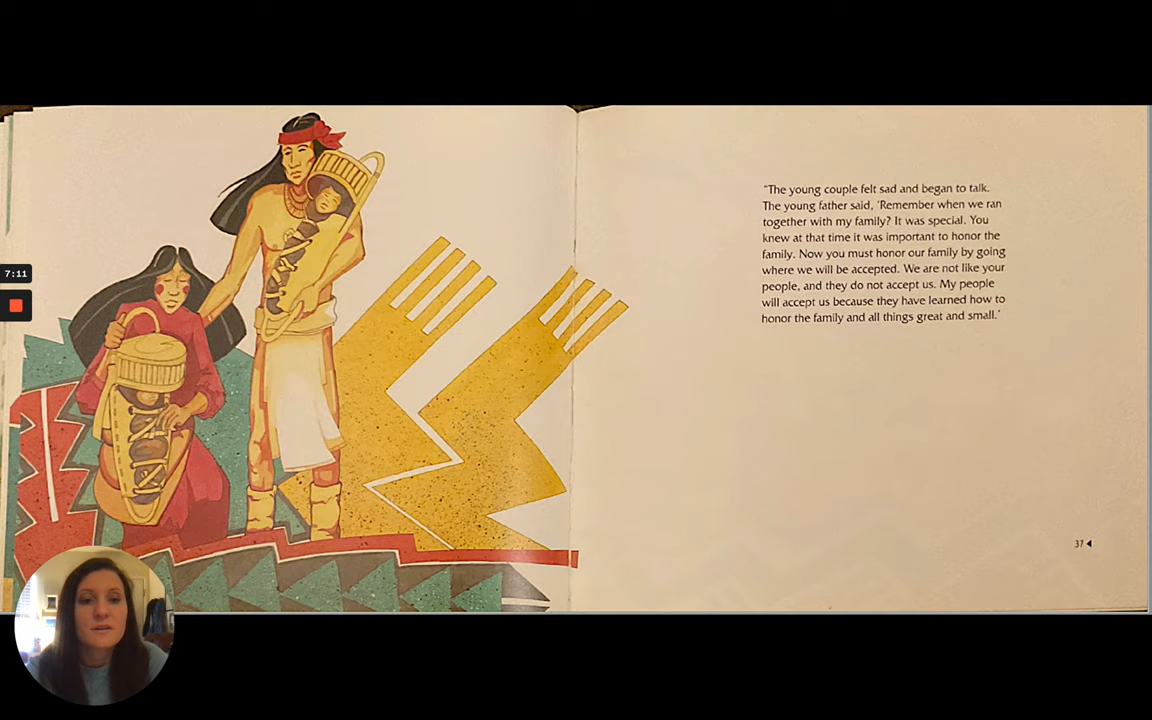 7:11
"The young couple felt sad and began to talk.
The young father said, 'Remember when we ran
together with my family? It was special. You
knew at that time it was important to honor the
family. Now you must honor our family by going
where we will be accepted. We are not like your
people, and they do not accept us. My people
will accept us because they have learned how to
honor the family and all things great and small.'
37